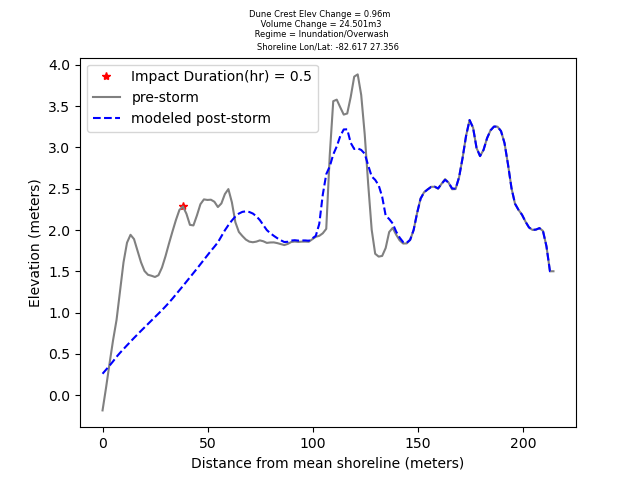 Dune Crest Elev Change = 0.96m
Volume Change = 24.501m3
Regime = Inundation/Overwash
Shoreline Lon/Lat: -82.617 27.356
Impact Duration(hr) = 0.5
pre-storm
modeled post-storm
Elevation (meters)
4.0
3.5
3.0
2.5
2.0
1.5
1.0
0.5
0.0
0 50 100 150 200
Distance from mean shoreline (meters)